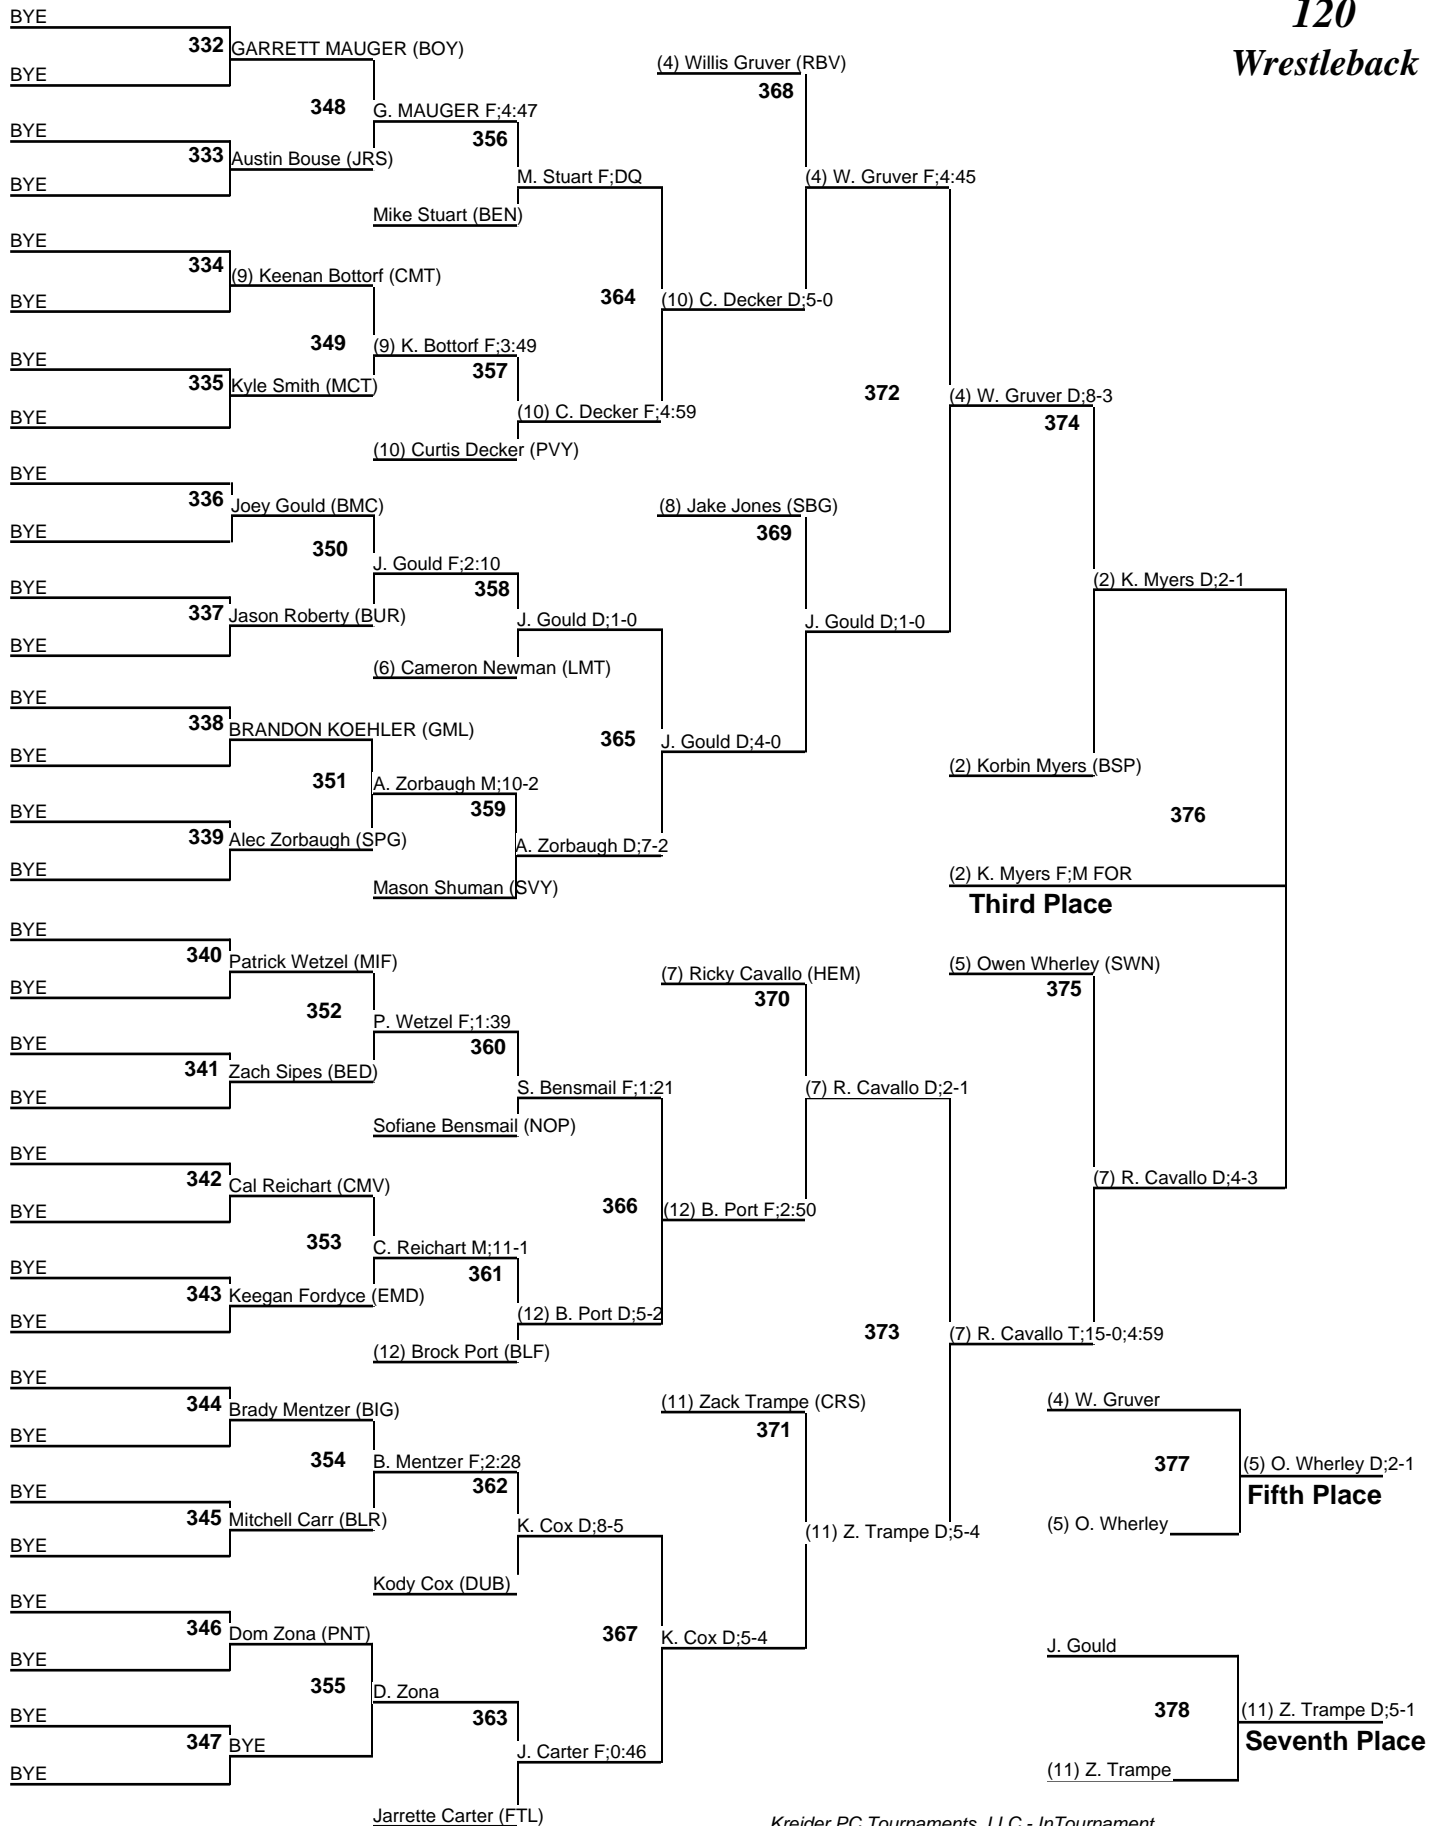 120
Wrestleback
BYE
332 GARRETT MAUGER (BOY)
BYE
(4) Willis Gruver (RBV)
368
348
G. MAUGER F;4:47
BYE
356
333 Austin Bouse (JRS)
BYE
M. Stuart F;DQ
(4) W. Gruver F;4:45
Mike Stuart (BEN)
BYE
334 (9) Keenan Bottorf (CMT)
BYE
364
(10) C. Decker D;5-0
349
(9) K. Bottorf F;3:49
BYE
357
335 Kyle Smith (MCT)
372
(4) W. Gruver D;8-3
BYE
(10) C. Decker F;4:59
374
(10) Curtis Decker (PVY)
BYE
336 Joey Gould (BMC)
(8) Jake Jones (SBG)
BYE
369
350
J. Gould F;2:10
(2) K. Myers D;2-1
BYE
358
337 Jason Roberty (BUR)
J. Gould D;1-0
J. Gould D;1-0
BYE
(6) Cameron Newman (LMT)
BYE
338 BRANDON KOEHLER (GML)
365
J. Gould D;4-0
BYE
(2) Korbin Myers (BSP)
351
A. Zorbaugh M;10-2
BYE
359
376
339 Alec Zorbaugh (SPG)
A. Zorbaugh D;7-2
BYE
(2) K. Myers F;M FOR
Mason Shuman (SVY)
Third Place
BYE
340 Patrick Wetzel (MIF)
(5) Owen Wherley (SWN)
(7) Ricky Cavallo (HEM)
BYE
375
370
352
P. Wetzel F;1:39
BYE
360
341 Zach Sipes (BED)
BYE
S. Bensmail F;1:21
(7) R. Cavallo D;2-1
Sofiane Bensmail (NOP)
BYE
342 Cal Reichart (CMV)
(7) R. Cavallo D;4-3
BYE
366
(12) B. Port F;2:50
353
C. Reichart M;11-1
BYE
361
343 Keegan Fordyce (EMD)
BYE
(12) B. Port D;5-2
373
(7) R. Cavallo T;15-0;4:59
(12) Brock Port (BLF)
BYE
344 Brady Mentzer (BIG)
(11) Zack Trampe (CRS)
(4) W. Gruver
BYE
371
354
B. Mentzer F;2:28
377
(5) O. Wherley D;2-1
BYE
362
Fifth Place
345 Mitchell Carr (BLR)
K. Cox D;8-5
(11) Z. Trampe D;5-4
(5) O. Wherley
BYE
Kody Cox (DUB)
BYE
346 Dom Zona (PNT)
367
K. Cox D;5-4
J. Gould
BYE
355
D. Zona
BYE
363
378
(11) Z. Trampe D;5-1
347 BYE
J. Carter F;0:46
Seventh Place
BYE
(11) Z. Trampe
Jarrette Carter (FTL)
Kreider PC Tournaments, LLC - InTournament